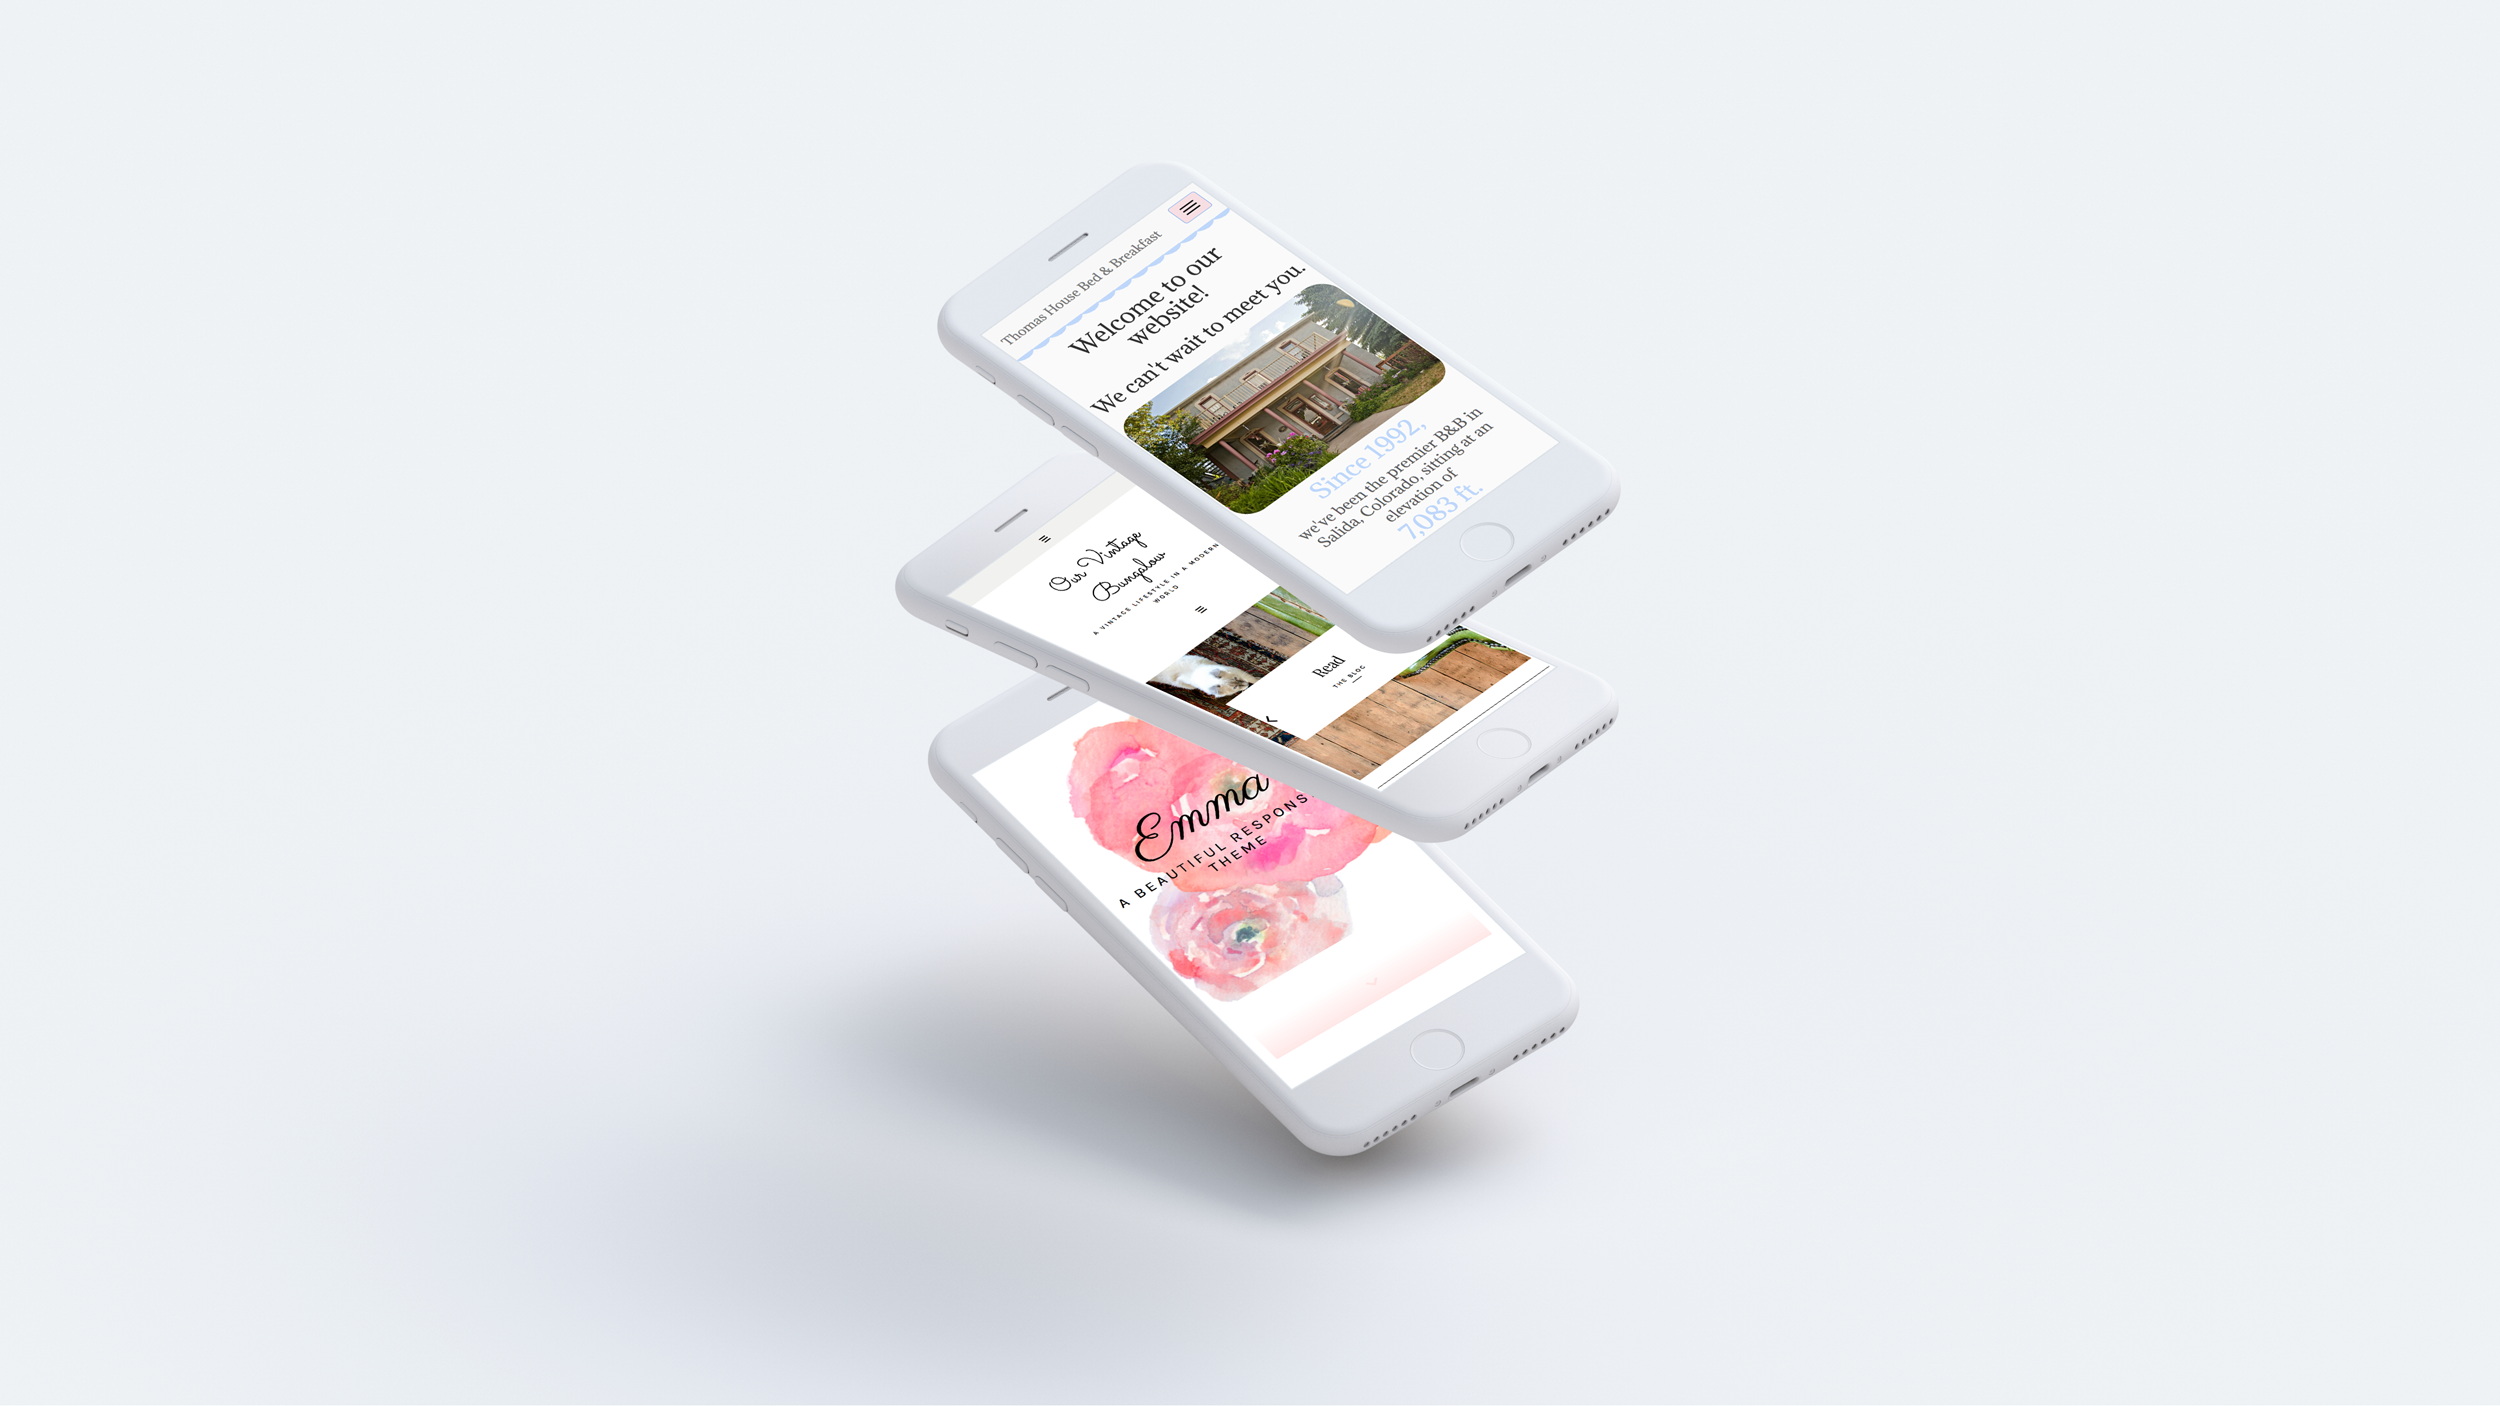 Thomas House Bed & Breakfast
Welcome to our
website!
We can't wait to meet you.
Since 1992,
we've been the premier B&B in
Salida, Colorado, sitting at an
elevation of
7,083 ft.
Our Vintage
Bungalow
A VINTAGE LIFESTYLE IN A MODERN
WORLD
Read
THE BLOG
Emma
A BEAUTIFUL RESPONS
THEME